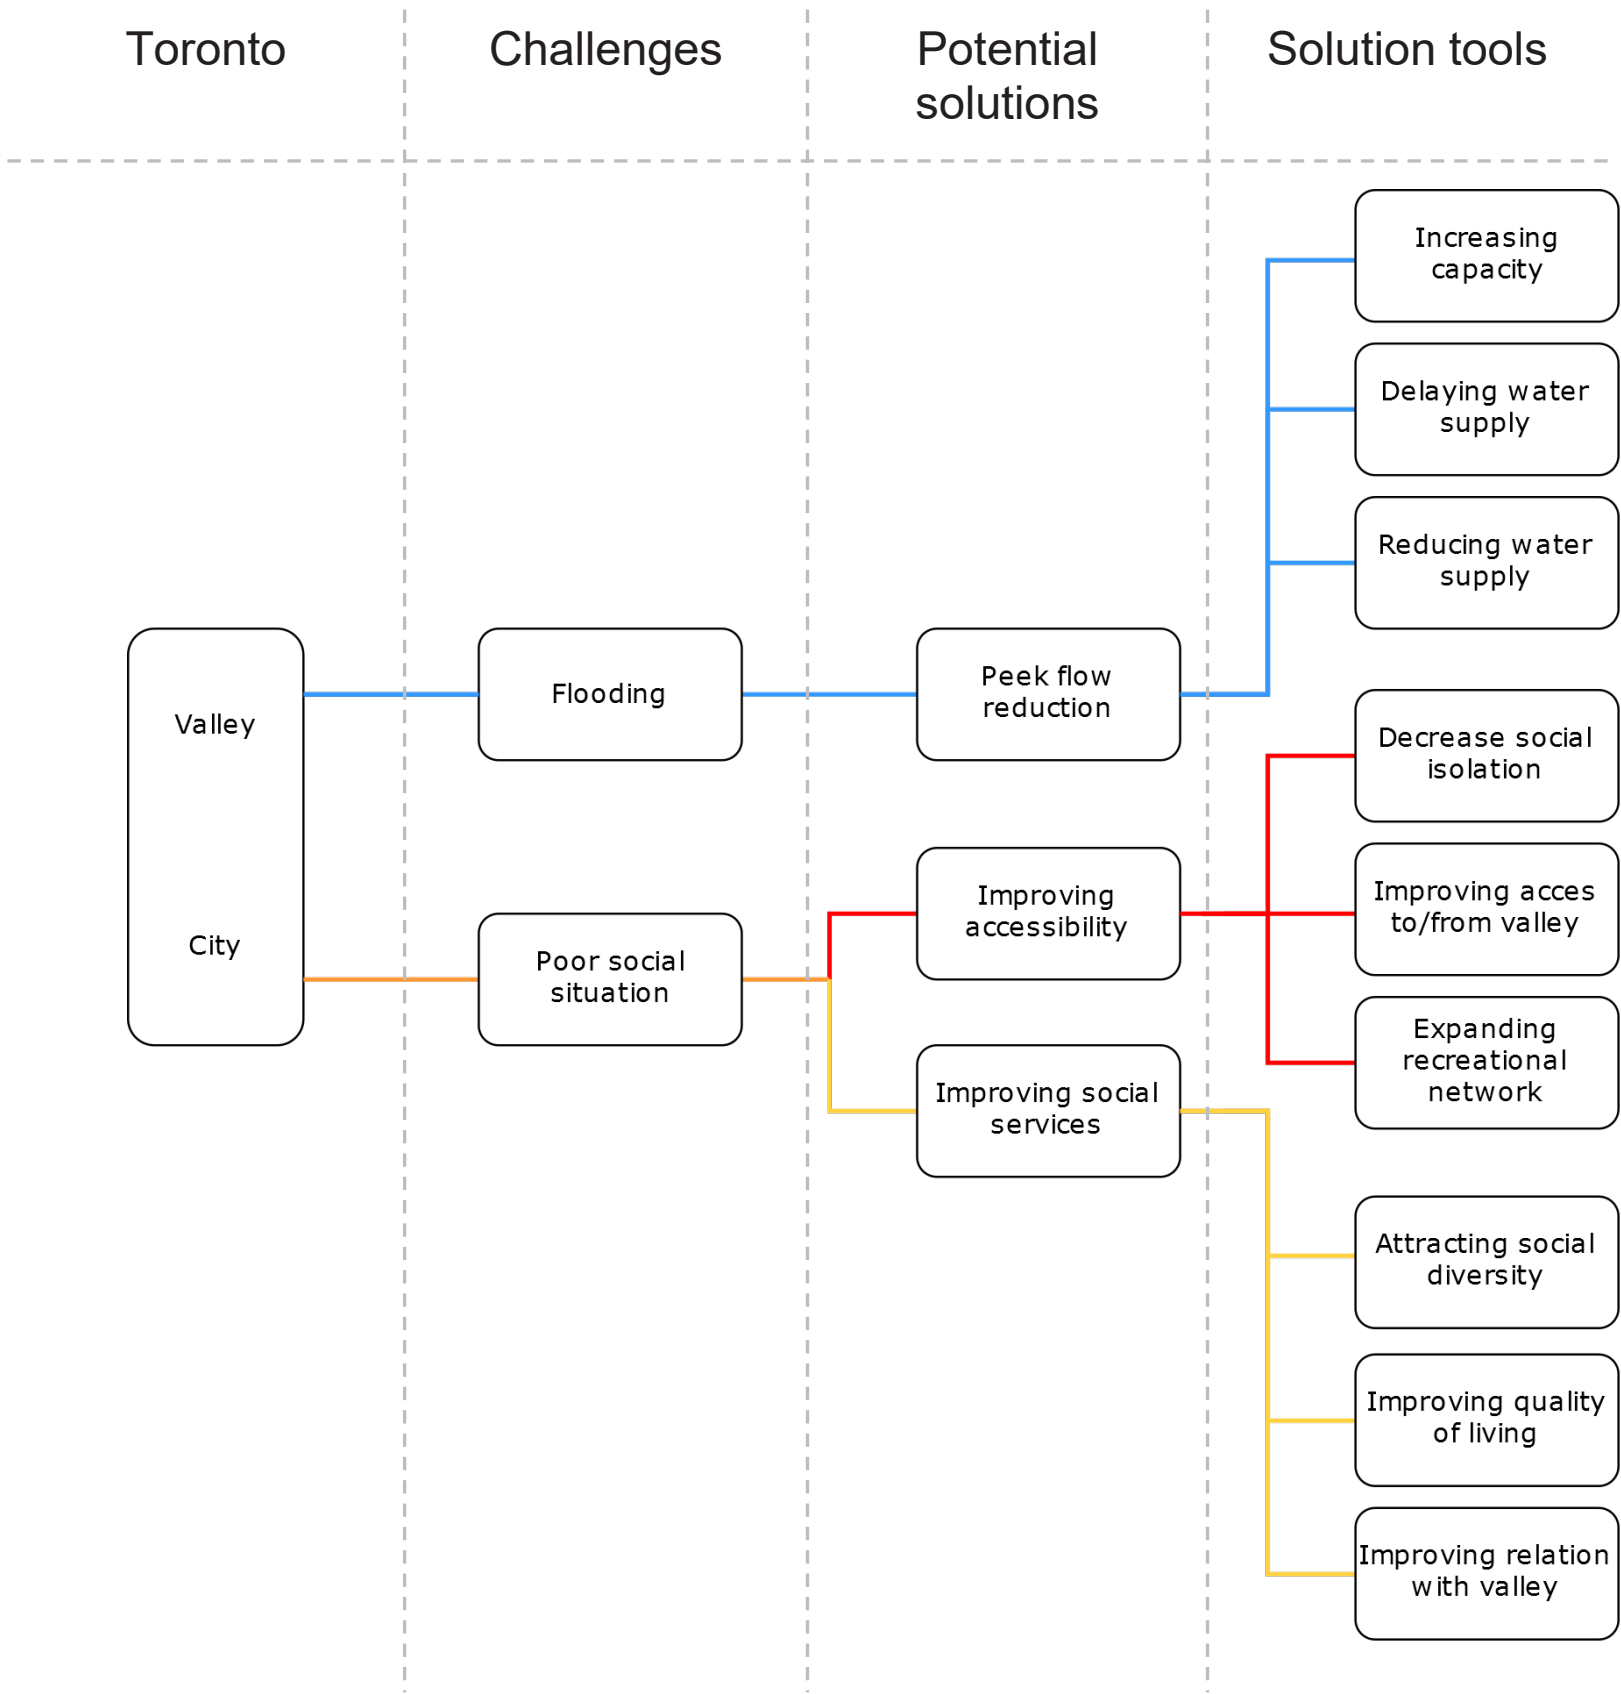 Toronto
Challenges
Potential
solutions
Solution tools
Valley
City
Flooding
Poor social
situation
Peek flow
reduction
Improving
accessibility
Improving social
services
Increasing
capacity
Delaying water
supply
Reducing water
supply
Decrease social
isolation
Improving acces
to/from valley
Expanding
recreational
network
Attracting social
diversity
Improving quality
of living
Improving relation
with valley